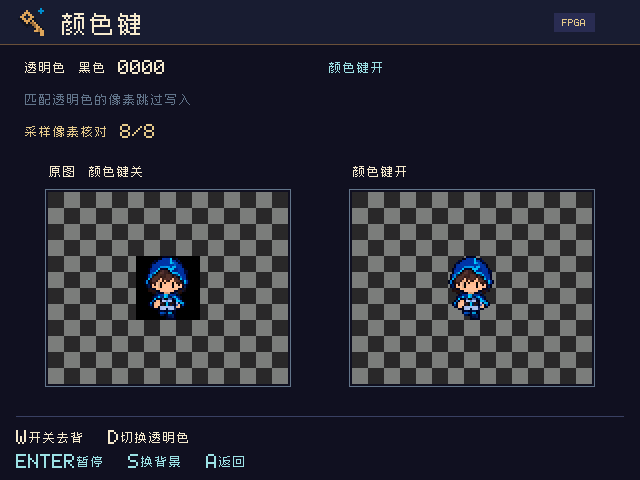 颜色键
FPGA
透明色 黑色 0000
颜色键开
匹配透明色的像素跳过写入
采样像素核对 8/8
原图 颜色键关
颜色键开
W开关去背 D切换透明色
ENTER暂停 S换背景 A返回